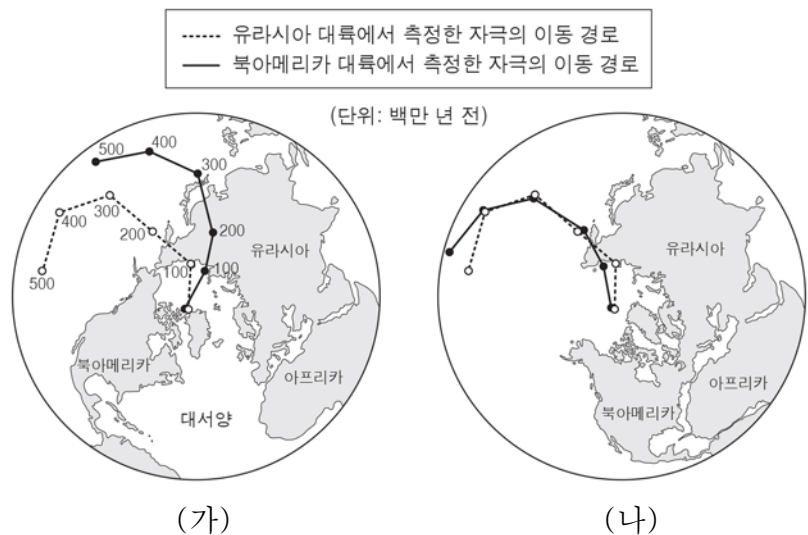 유라시아 대륙에서 측정한 자극의 이동 경로
북아메리카 대륙에서 측정한 자극의 이동 경로
(단위: 백만 년 전)
500
400
300
200
100
500
400
300
200
100
유라시아
북아메리카
아프리카
대서양
유라시아
아프리카
북아메리카
(가)
(나)